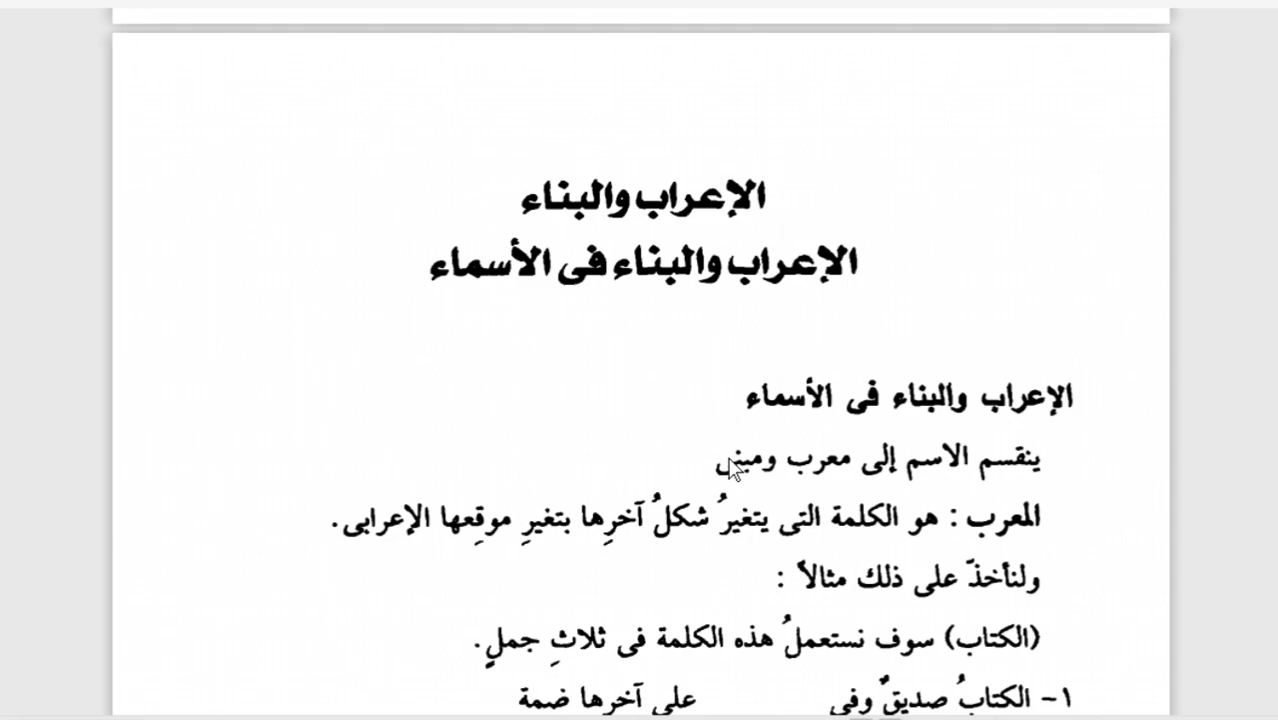 الإعراب والبناء
الإعراب والبناء فى الأسماء
الإعراب والبناء فى الأسماء
ينقسم الاسم إلى معرب ومبنى
المعرب : هو الكلمة التى يتغيرُ شكلُ آخرِها بتغيرِ موقعِها الإعرابى .
ولنأخذّ على ذلك مثالاً :
(الكتاب) سوف نستعملُ هذه الكلمة فى ثلاثِ جملٍ .
١- الكتابُ صديقٌ وفى على آخرها ضمة